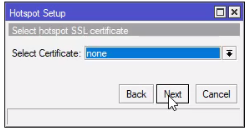 Hotspot Setup
Select hotspot SSL certificate
Select Certificate: none
Back Next Cancel